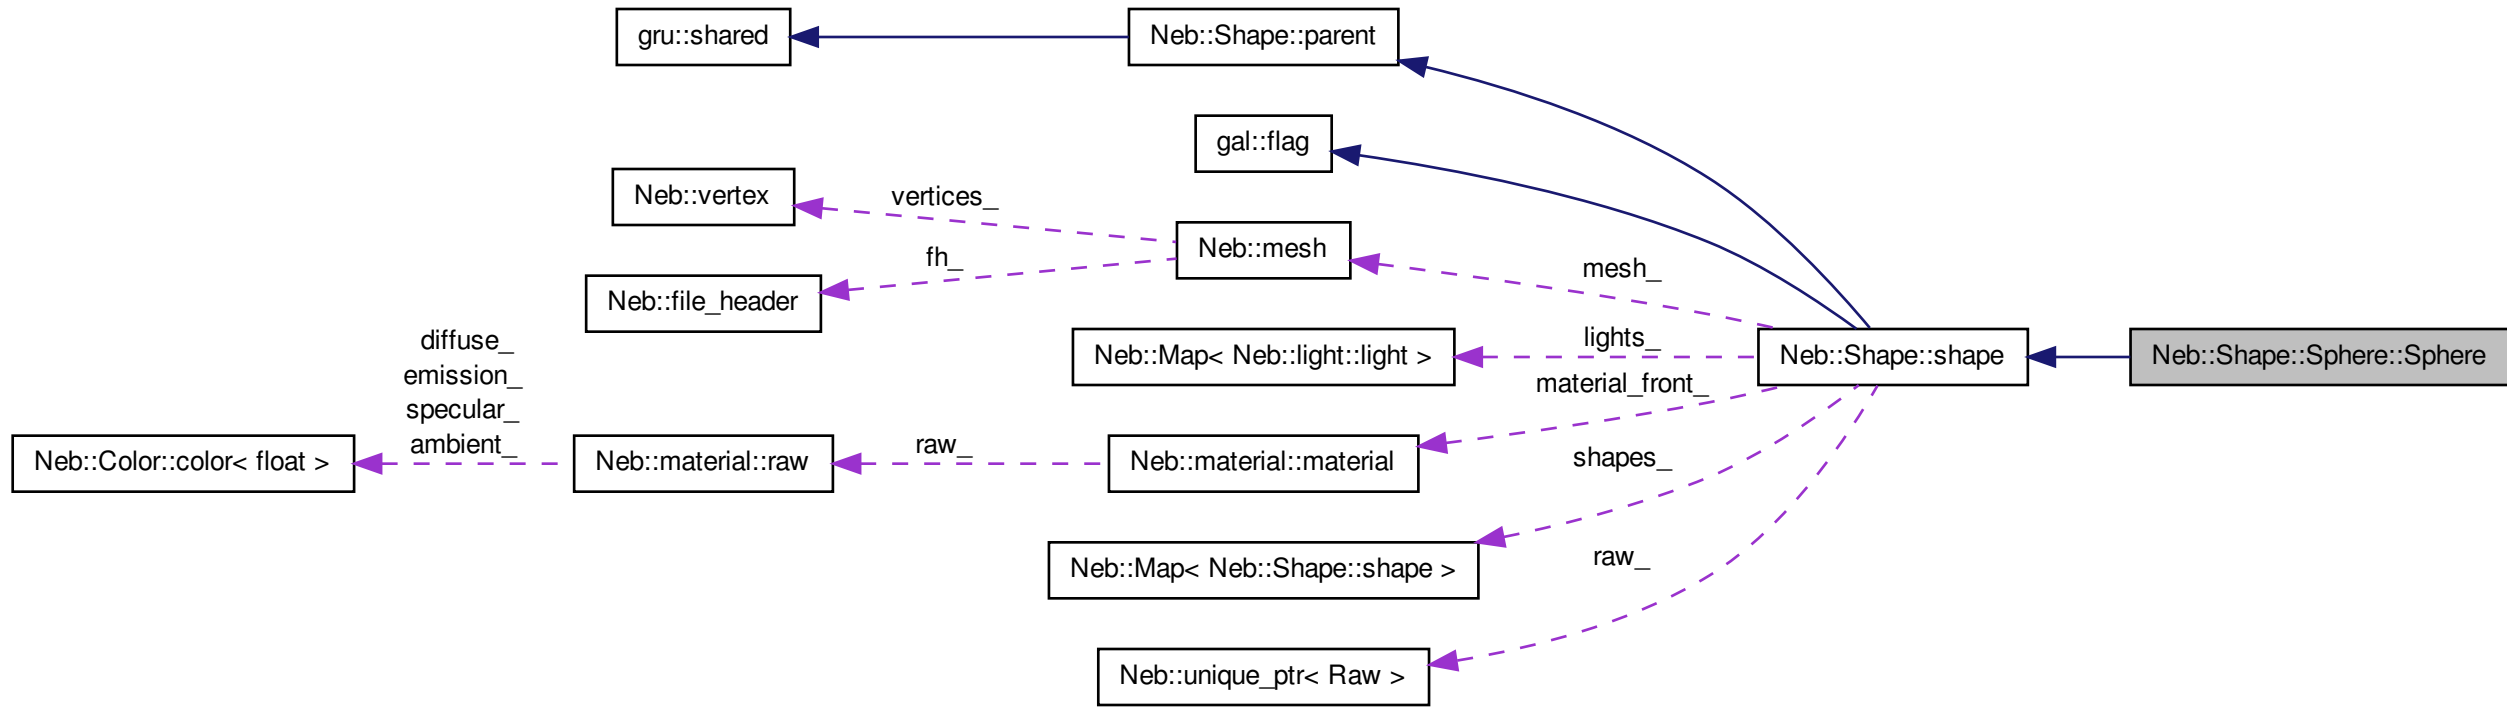 gru::shared
Neb::Shape::parent
gal::flag
Neb::vertex
vertices_
Neb::mesh
fh_
mesh_
Neb::file_header
diffuse_
emission_
specular_
ambient_
Neb::Map< Neb::light::light >
lights_
Neb::Shape::shape
Neb::Shape::Sphere::Sphere
material_front_
Neb::Color::color< float >
Neb::material::raw
raw_
Neb::material::material
shapes_
Neb::Map< Neb::Shape::shape >
raw_
Neb::unique_ptr< Raw >